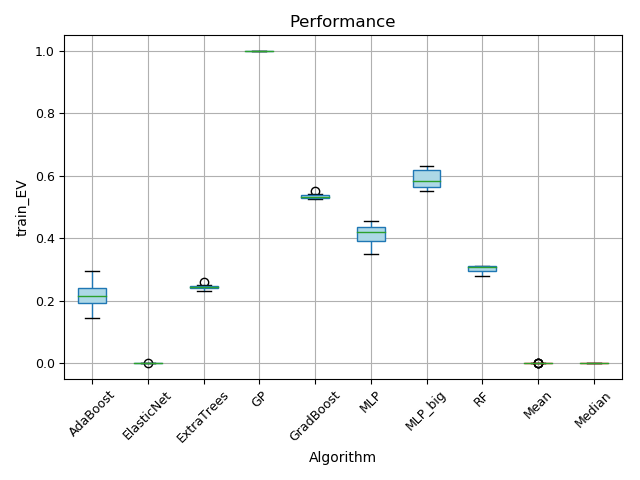 Performance
1.0
0.8
0.6
0.4
0.2
0.0
train_EV
AdaBoost
ElasticNet
ExtraTrees
GP
GradBoost
MLP
MLP_big
RF
Mean
Median
Algorithm